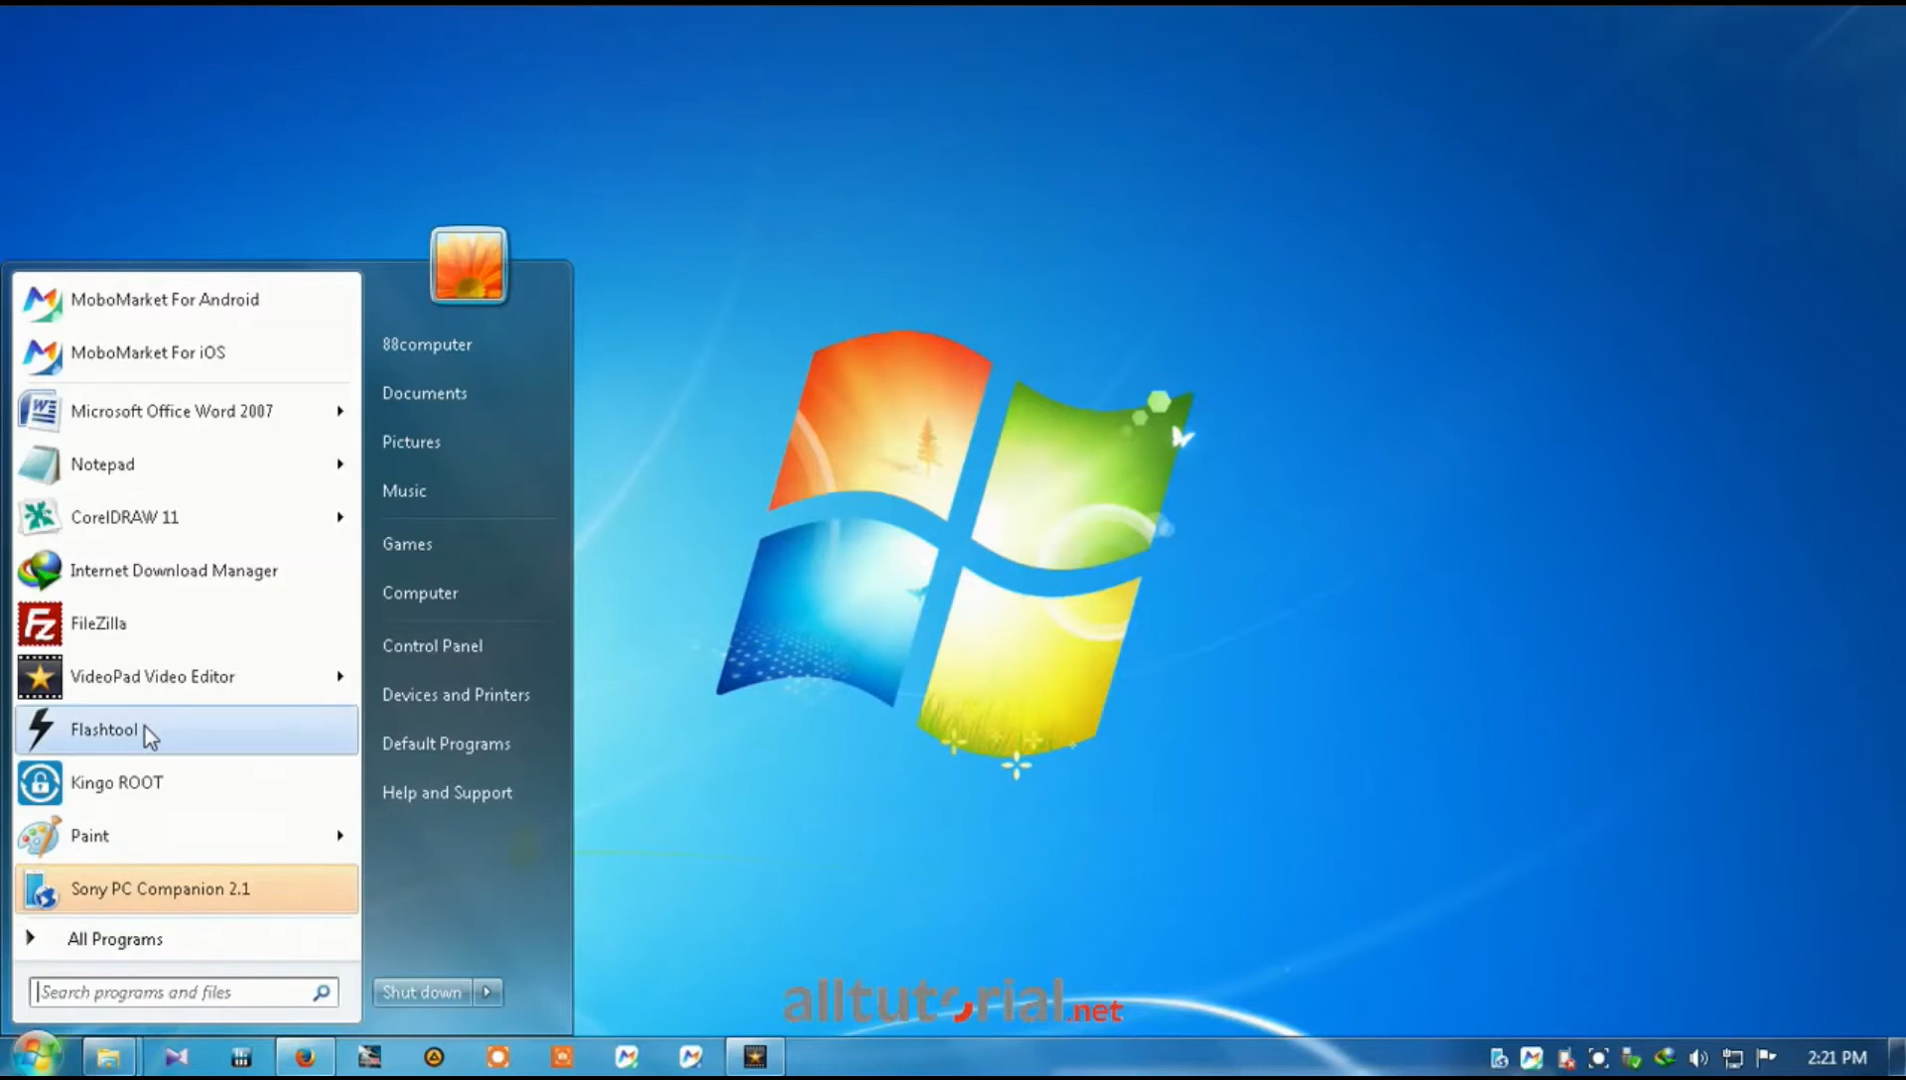 MoboMarket For Android
MoboMarket For iOS
Microsoft Office Word 2007
Notepad
CorelDRAW 11
Internet Download Manager
FileZilla
VideoPad Video Editor
Flashtool
Kingo ROOT
Paint
Sony PC Companion 2.1
All Programs
Search programs and files
88computer
Documents
Pictures
Music
Games
Computer
Control Panel
Devices and Printers
Default Programs
Help and Support
Shut down
alltutorial.net
2:21 PM